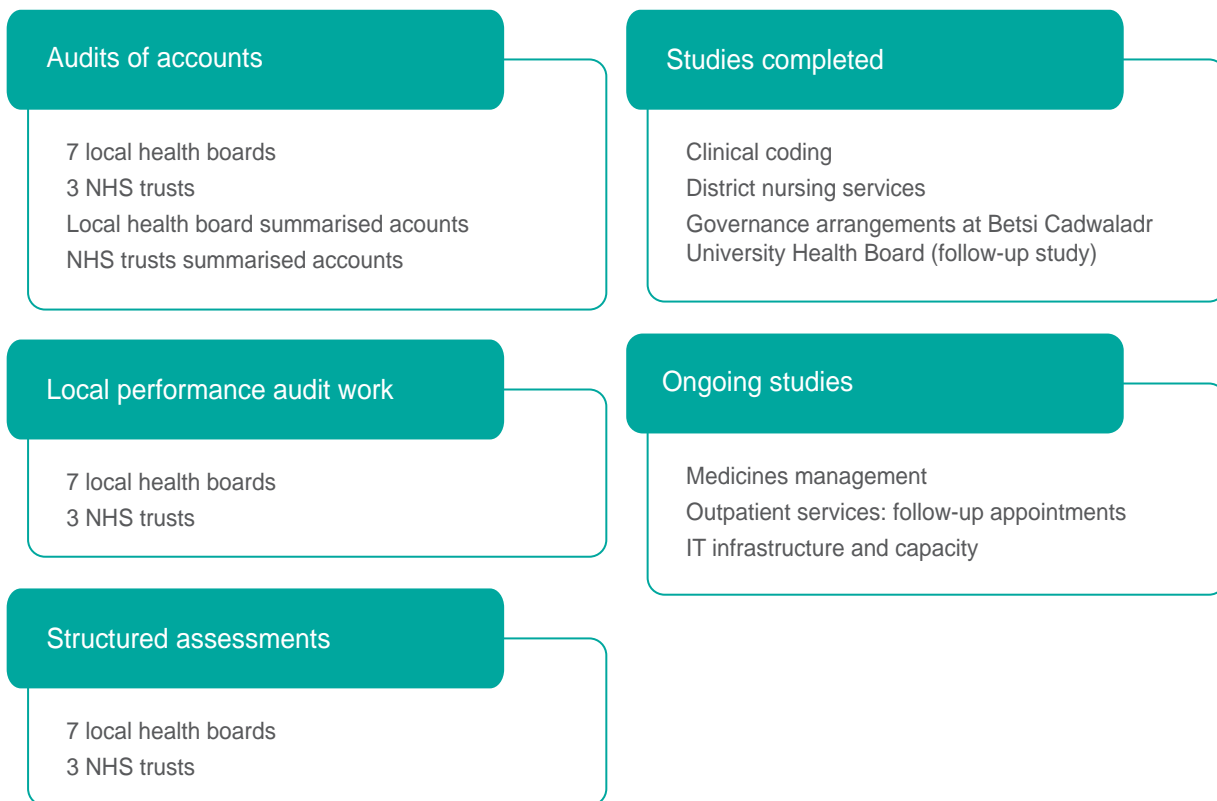 Audits of accounts
7 local health boards
3 NHS trusts
Local health board summarised acounts
NHS trusts summarised accounts
Local performance audit work
7 local health boards
3 NHS trusts
Structured assessments
7 local health boards
3 NHS trusts
Studies completed
Clinical coding
District nursing services
Governance arrangements at Betsi Cadwaladr
University Health Board (follow-up study)
Ongoing studies
Medicines management
Outpatient services: follow-up appointments
IT infrastructure and capacity